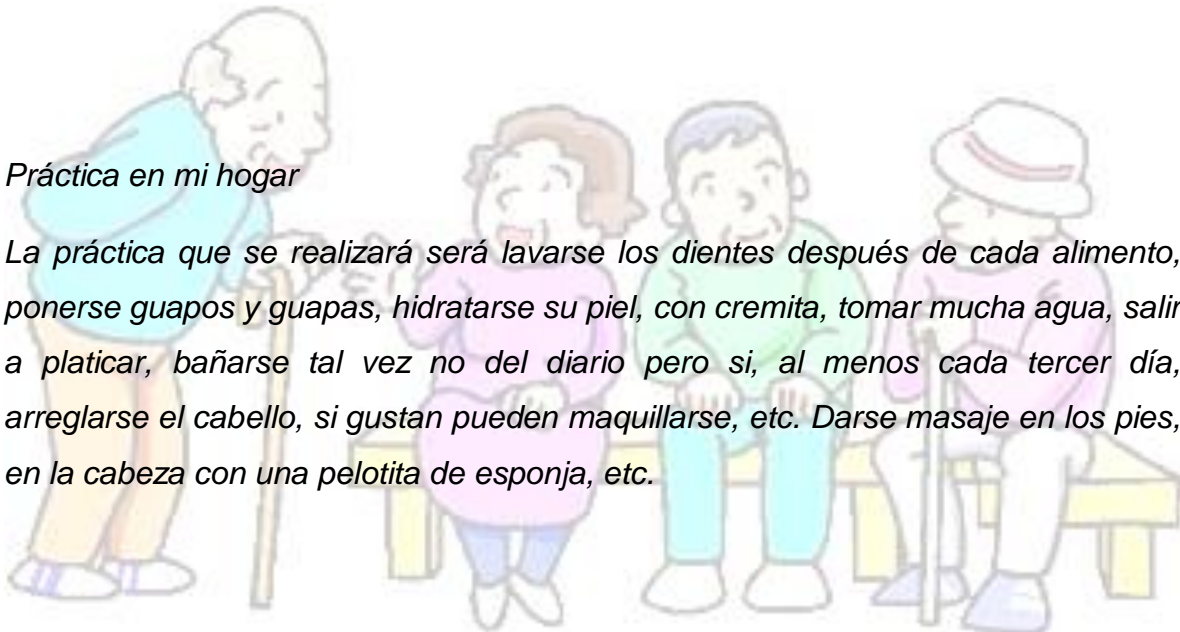 Práctica en mi hogar
La práctica que se realizará será lavarse los dientes después de cada alimento,
ponerse guapos y guapas, hidratarse su piel, con cremita, tomar mucha agua, salir
a platicar, bañarse tal vez no del diario pero si, al menos cada tercer día,
arreglarse el cabello, si gustan pueden maquillarse, etc. Darse masaje en los pies,
en la cabeza con una pelotita de esponja, etc.